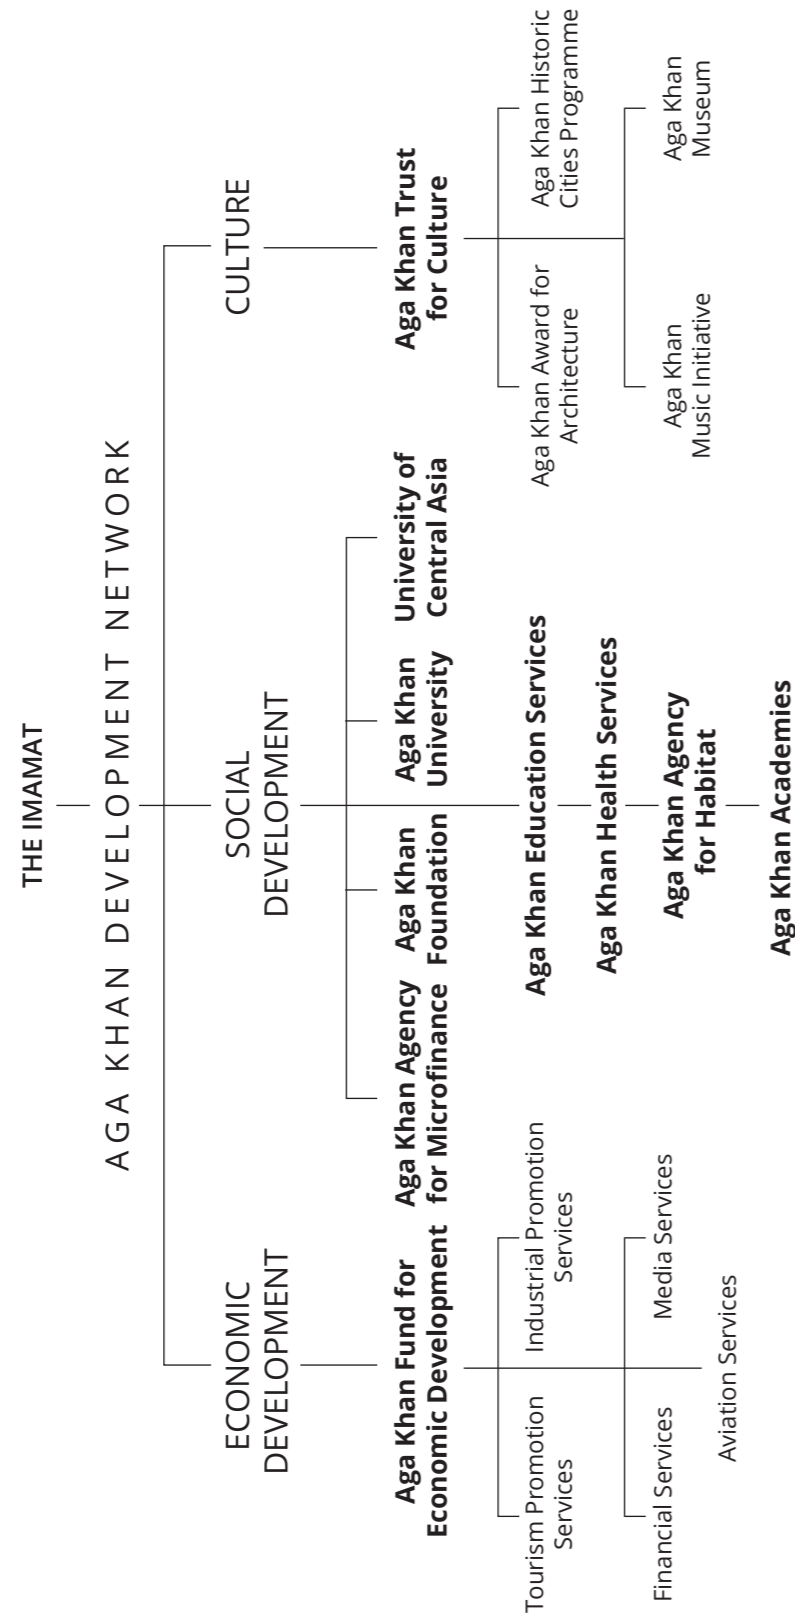 THE IMAMAT
AGA KHAN DEVELOPMENT NETWORK
ECONOMIC
DEVELOPMENT
SOCIAL
DEVELOPMENT
CULTURE
Aga Khan Fund for
Economic Development
Aga Khan Agency
for Microfinance
Aga Khan
Foundation
Aga Khan
University
University of
Central Asia
Aga Khan Trust
for Culture
Tourism Promotion
Services
Industrial Promotion
Services
Financial Services
Media Services
Aviation Services
Aga Khan Education Services
Aga Khan Health Services
Aga Khan Agency
for Habitat
Aga Khan Academies
Aga Khan Award for
Architecture
Aga Khan Historic
Cities Programme
Aga Khan
Music Initiative
Aga Khan
Museum